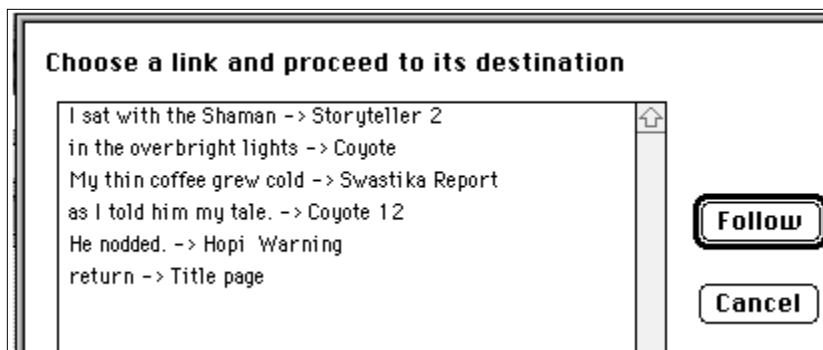 Choose a link and proceed to its destination
I sat with the Shaman -> Storyteller 2
in the overbright lights -> Coyote
My thin coffee grew cold -> Swastika Report
as I told him my tale. -> Coyote 12
He nodded. -> Hopi  Warning
return -> Title page
Follow
Cancel